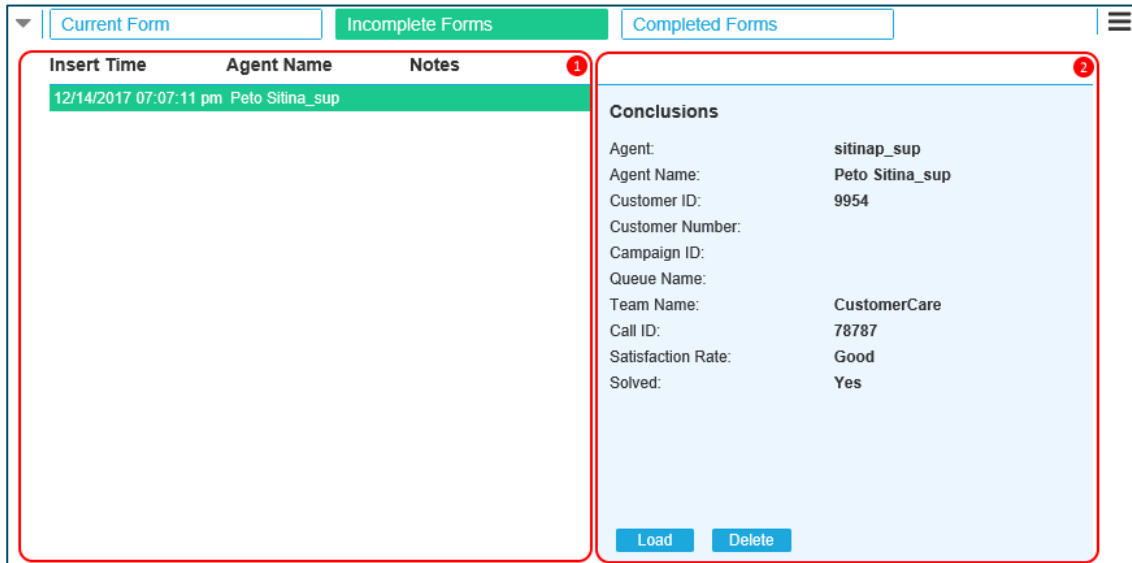 Current Form Incomplete Forms Completed Forms
Insert Time Agent Name Notes 1
12/14/2017 07:07:11 pm Peto Sitina_sup
2
Conclusions
Agent: sitinap_sup
Agent Name: Peto Sitina_sup
Customer ID: 9954
Customer Number:
Campaign ID:
Queue Name:
Team Name: CustomerCare
Call ID: 78787
Satisfaction Rate: Good
Solved: Yes
Load Delete